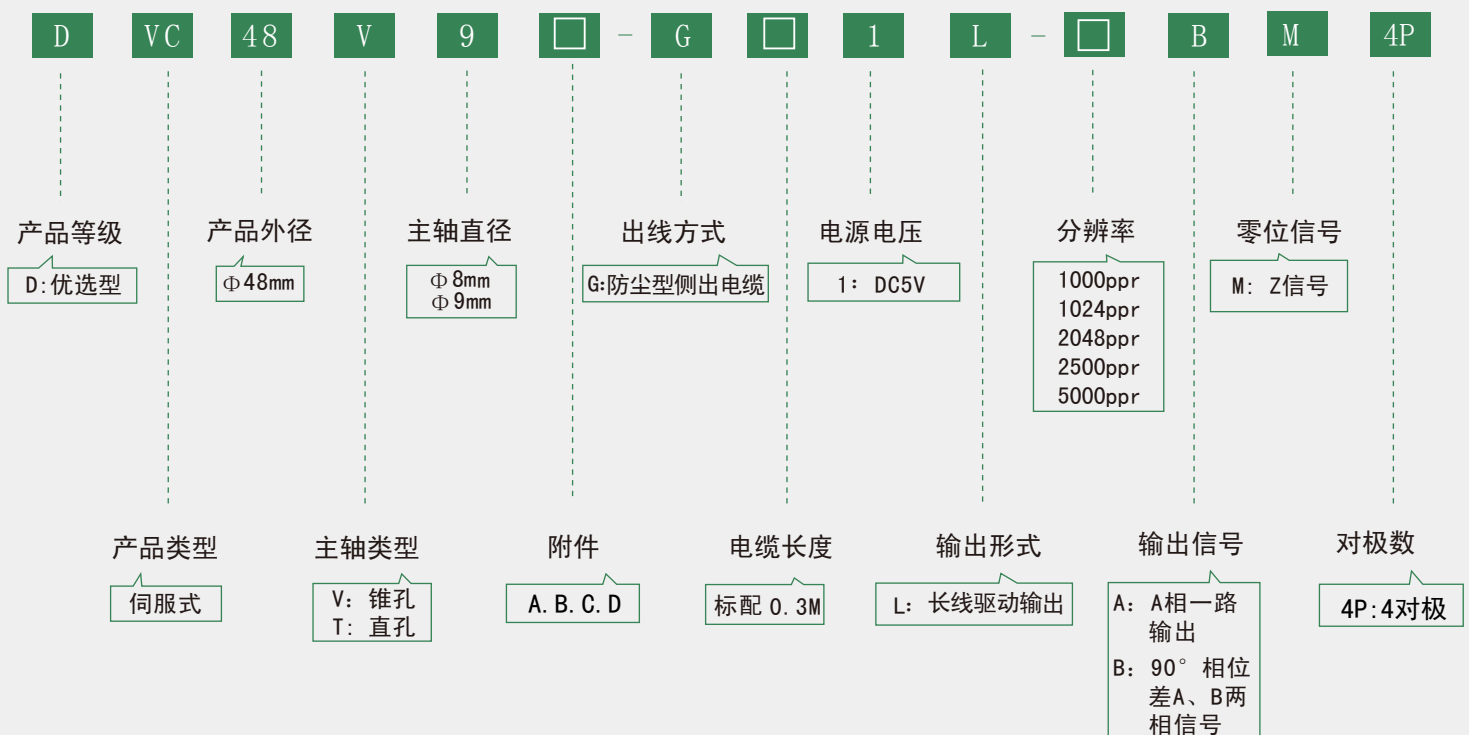 D VC 48 V 9 □ - G □ 1 L - □ B M 4P
产品等级
D:优选型
产品外径
Φ48mm
主轴直径
Φ8mm
Φ9mm
出线方式
G:防尘型侧出电缆
电源电压
1: DC5V
分辨率
1000ppr
1024ppr
2048ppr
2500ppr
5000ppr
零位信号
M: Z信号
产品类型
伺服式
主轴类型
V: 锥孔
T: 直孔
附件
A.B.C.D
电缆长度
标配 0.3M
输出形式
L: 长线驱动输出
输出信号
A: A相一路
输出
B: 90°相位
差A、B两
相信号
对极数
4P:4对极